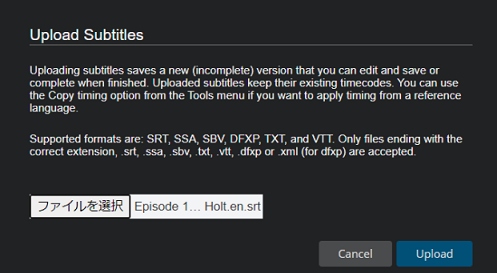 Upload Subtitles
Uploading subtitles saves a new (incomplete) version that you can edit and save or
complete when finished. Uploaded subtitles keep their existing timecodes. You can use
the Copy timing option from the Tools menu if you want to apply timing from a reference
language.
Supported formats are: SRT, SSA, SBV, DFXP, TXT, and VTT. Only files ending with the
correct extension, .srt, .ssa, .sbv, .txt, .vtt, .dfxp or .xml (for dfxp) are accepted.
ファイルを選択 Episode 1… Holt.en.srt
Cancel Upload